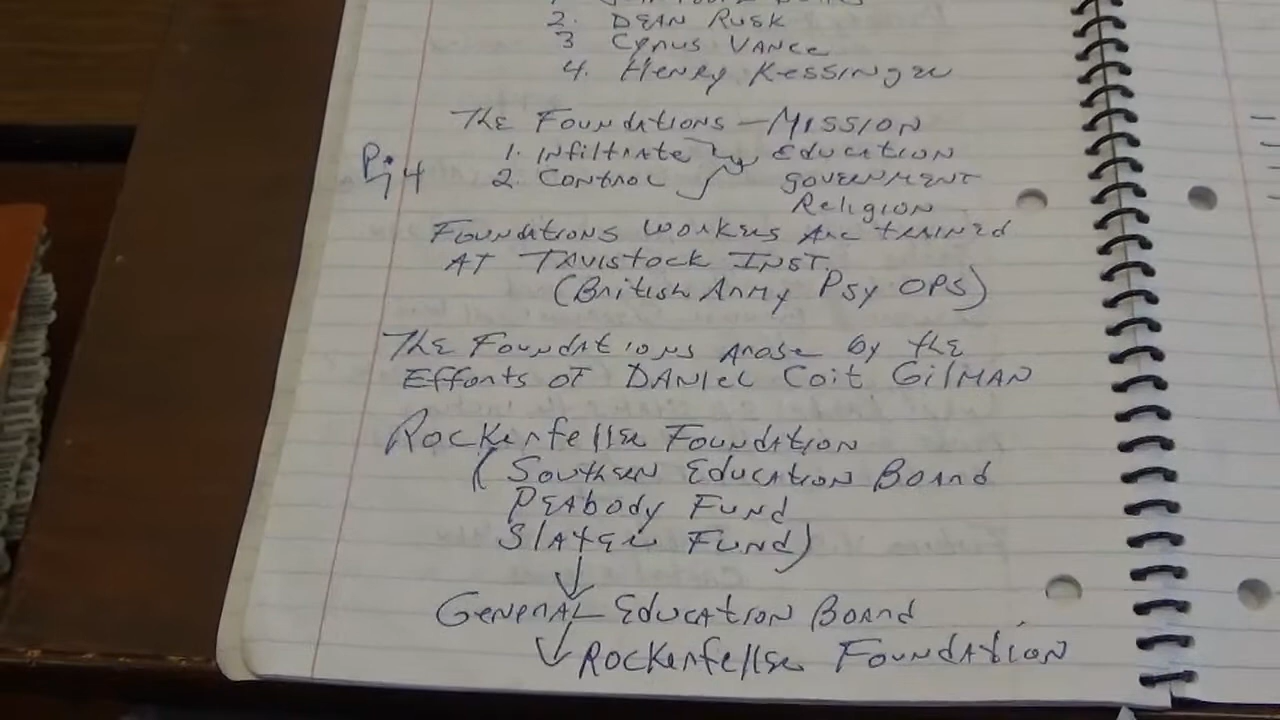 2. DEAN RUSK
3 Cyrus VANCE
4. Henry Kessinger
The Foundations — Mission
1. Infiltrate Education
Pg 4 2. Control government
Religion
Foundations workers Are trained
At Tavistock INST
(British Army Psy OPS)
The Foundations Arose by the
Efforts of DANIEL Coit GilMAN
Rockerfeller Foundation
(Southern Education Board
Peabody Fund
Slater Fund)
General Education Board
Rockerfeller Foundation